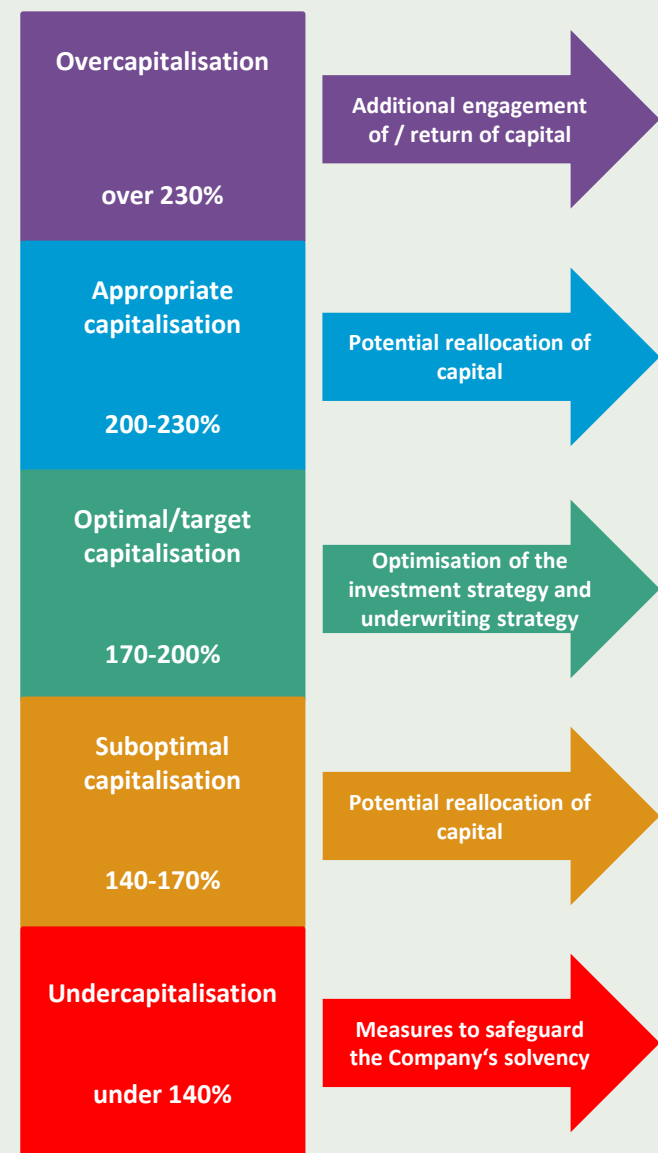 Overcapitalisation
over 230%
Additional engagement
of / return of capital
Appropriate
capitalisation
200-230%
Potential reallocation of
capital
Optimal/target
capitalisation
170-200%
Optimisation of the
investment strategy and
underwriting strategy
Suboptimal
capitalisation
140-170%
Potential reallocation of
capital
Undercapitalisation
under 140%
Measures to safeguard
the Company‘s solvency